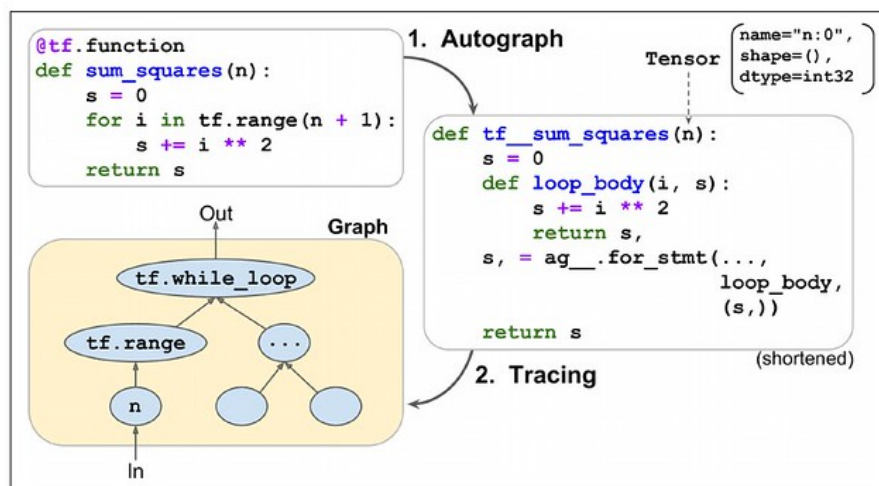 @tf.function
def sum_squares(n):
    s = 0
    for i in tf.range(n + 1):
        s += i ** 2
    return s
1. Autograph
Tensor
name="n:0",
shape=(),
dtype=int32
def tf__sum_squares(n):
    s = 0
    def loop_body(i, s):
        s += i ** 2
        return s,
    s, = ag__.for_stmt(...,
                       loop_body,
                       (s,))
    return s
(shortened)
2. Tracing
Out
Graph
tf.while_loop
tf.range
...
n
In